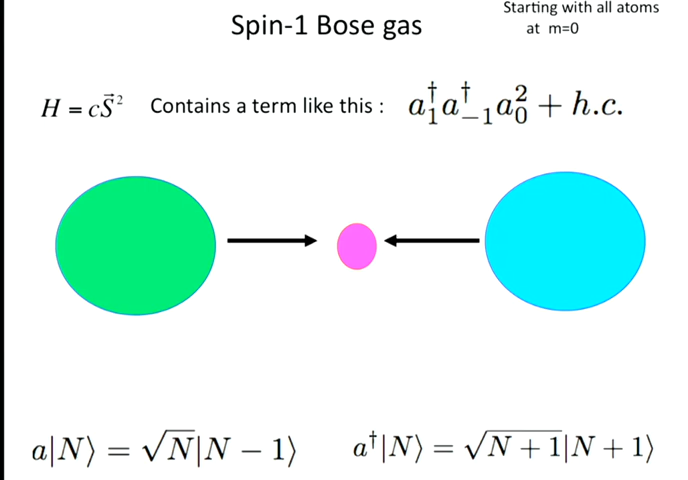 Spin-1 Bose gas
Starting with all atoms
at m=0
H = cS⃗² Contains a term like this : a₁†a₋₁†a₀² + h.c.
a|N⟩ = √N|N − 1⟩ a†|N⟩ = √(N + 1)|N + 1⟩